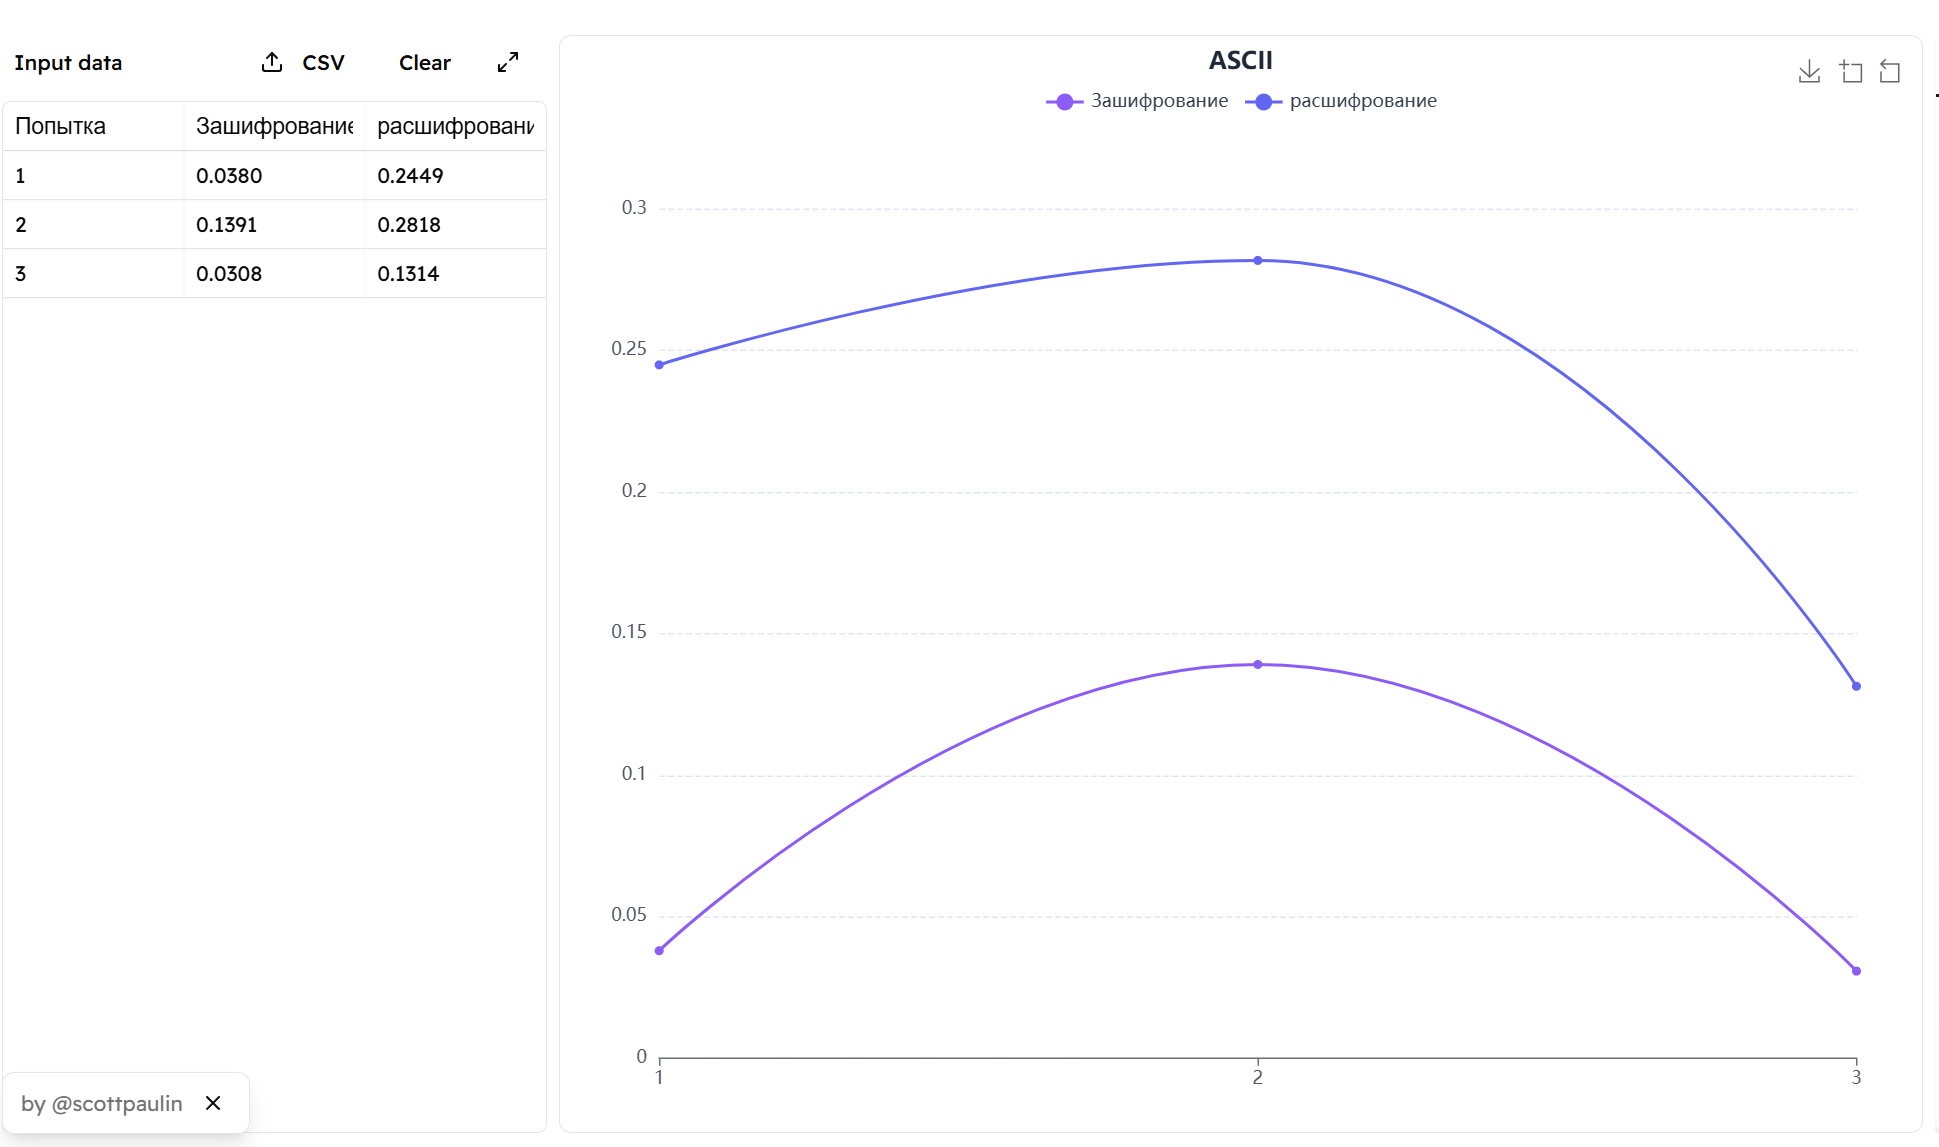 Input data CSV Clear
Попытка Зашифрование расшифровани
1 0.0380 0.2449
2 0.1391 0.2818
3 0.0308 0.1314
by @scottpaulin
ASCII
Зашифрование расшифрование
0.3
0.25
0.2
0.15
0.1
0.05
0
1 2 3